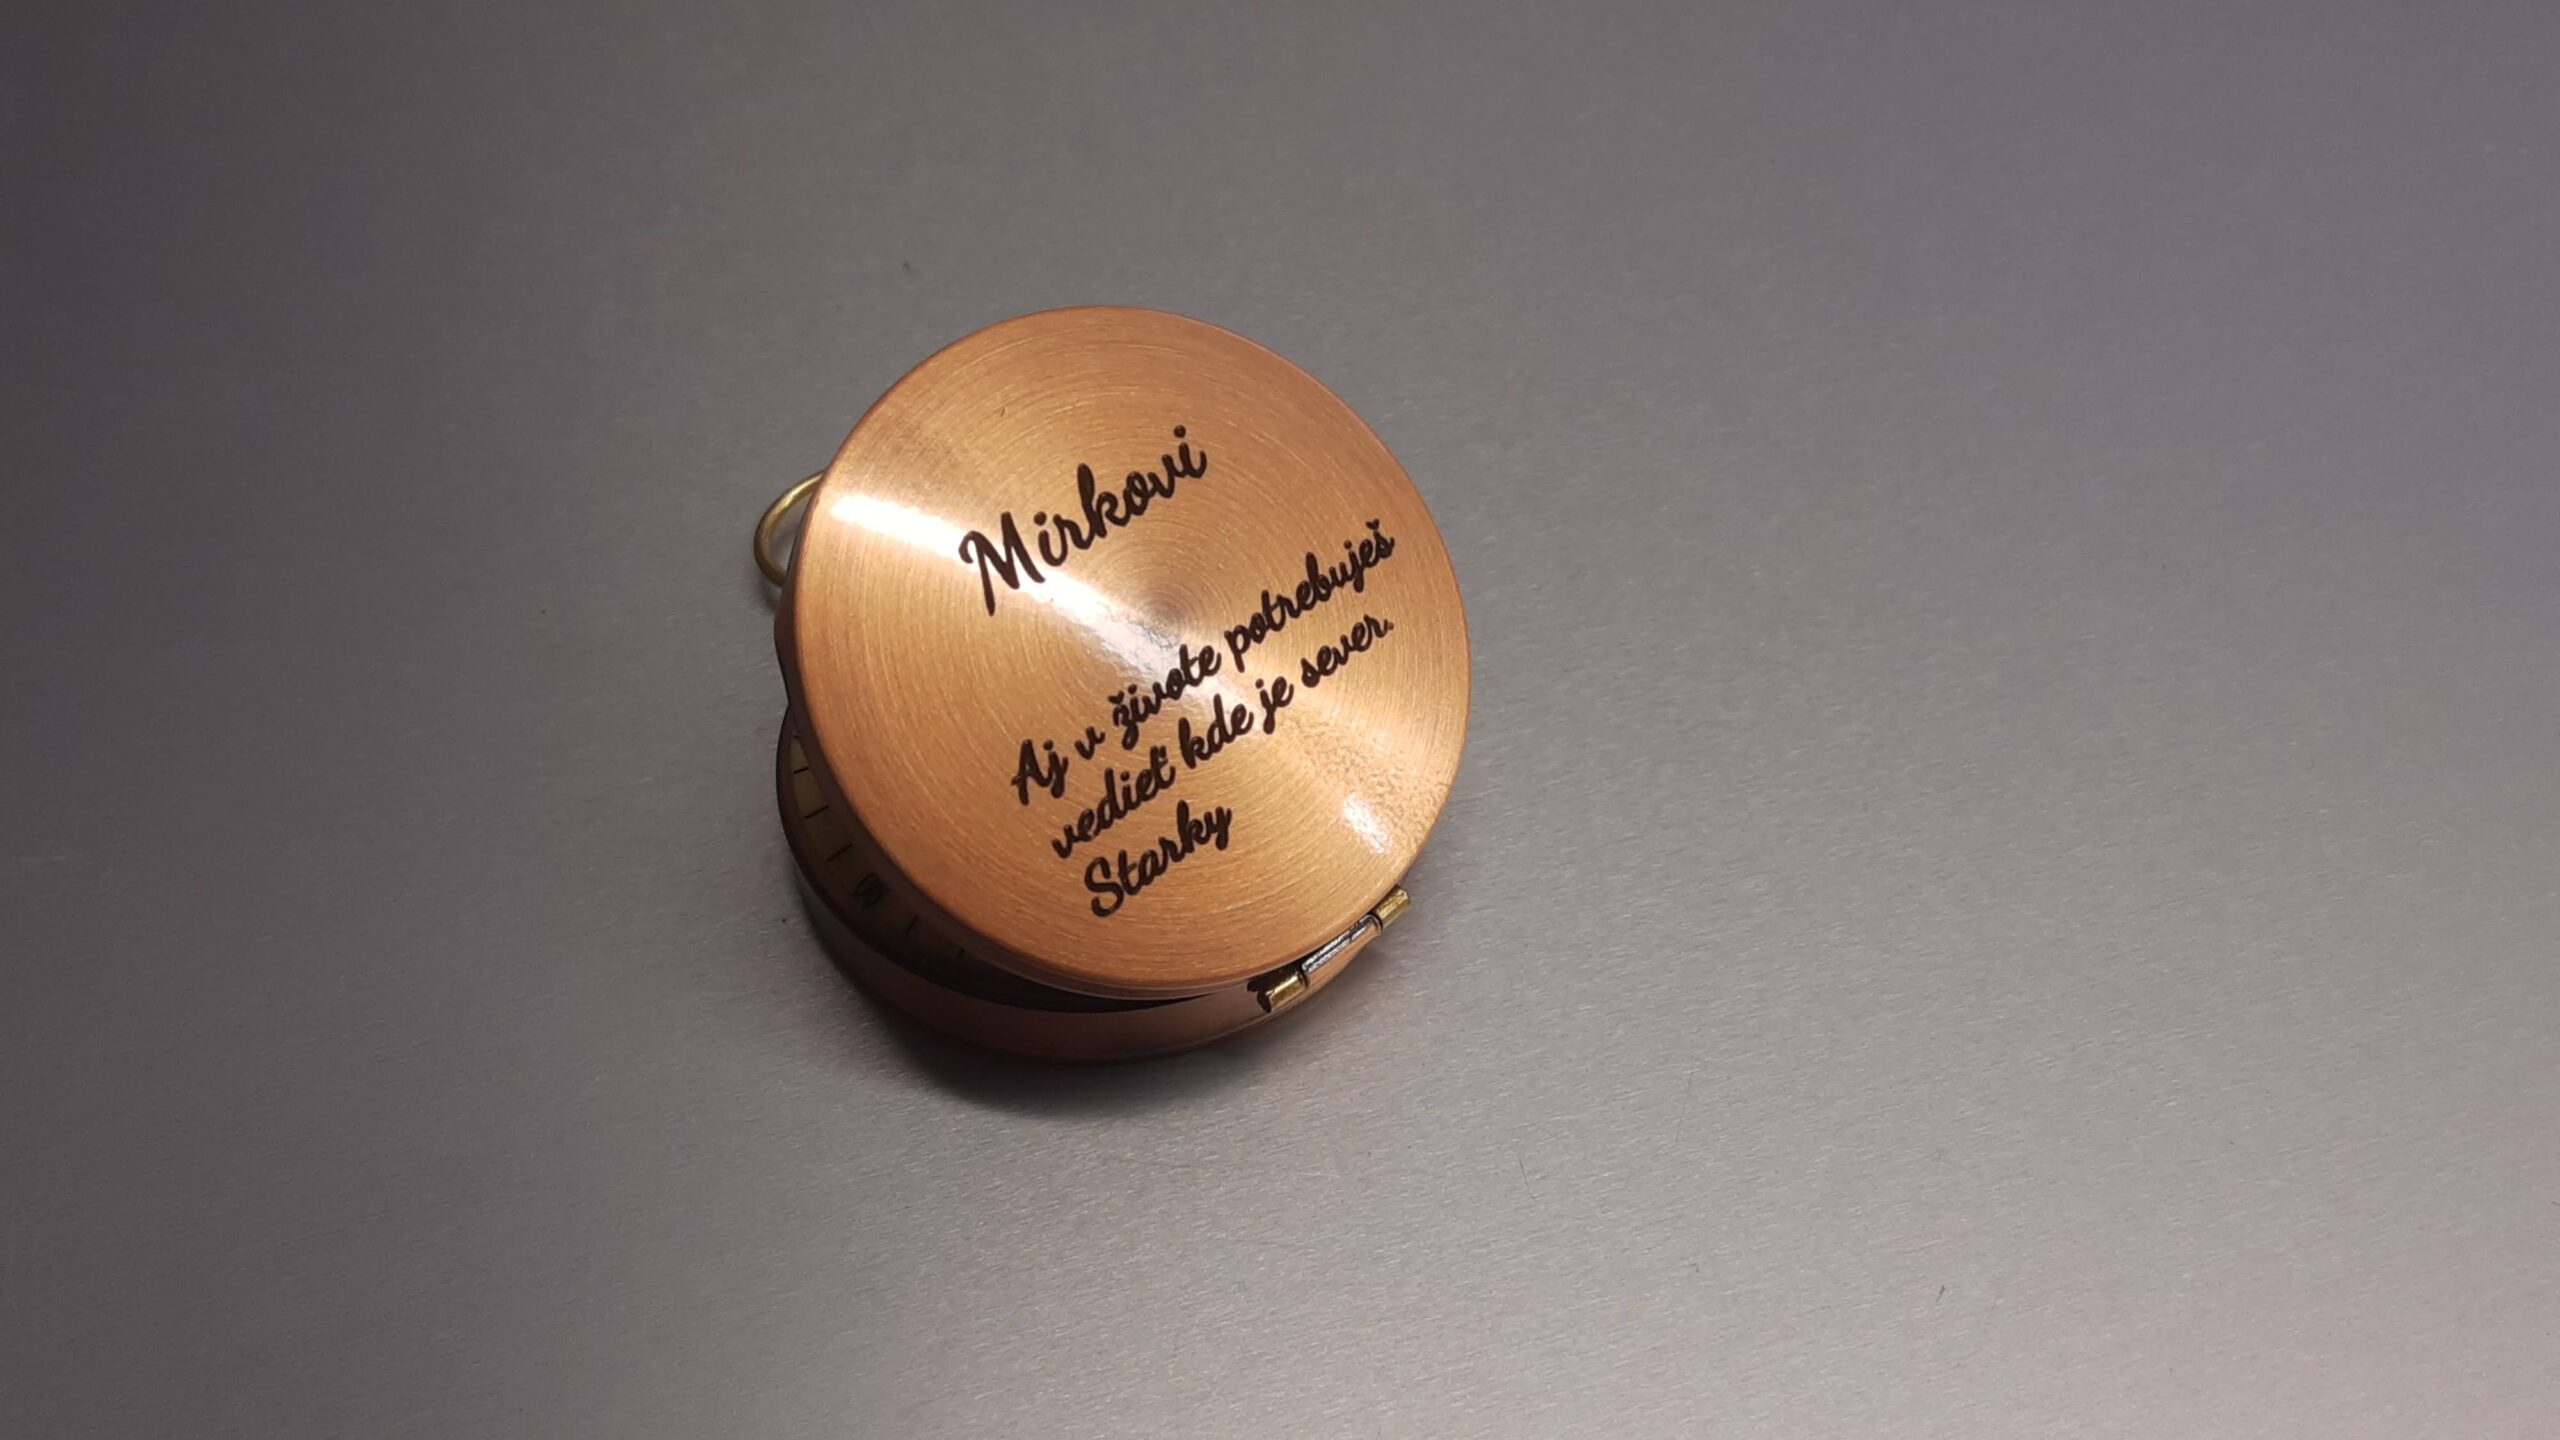 Mirkovi
Aj v živote potrebuješ
vedieť kde je sever.
Starky